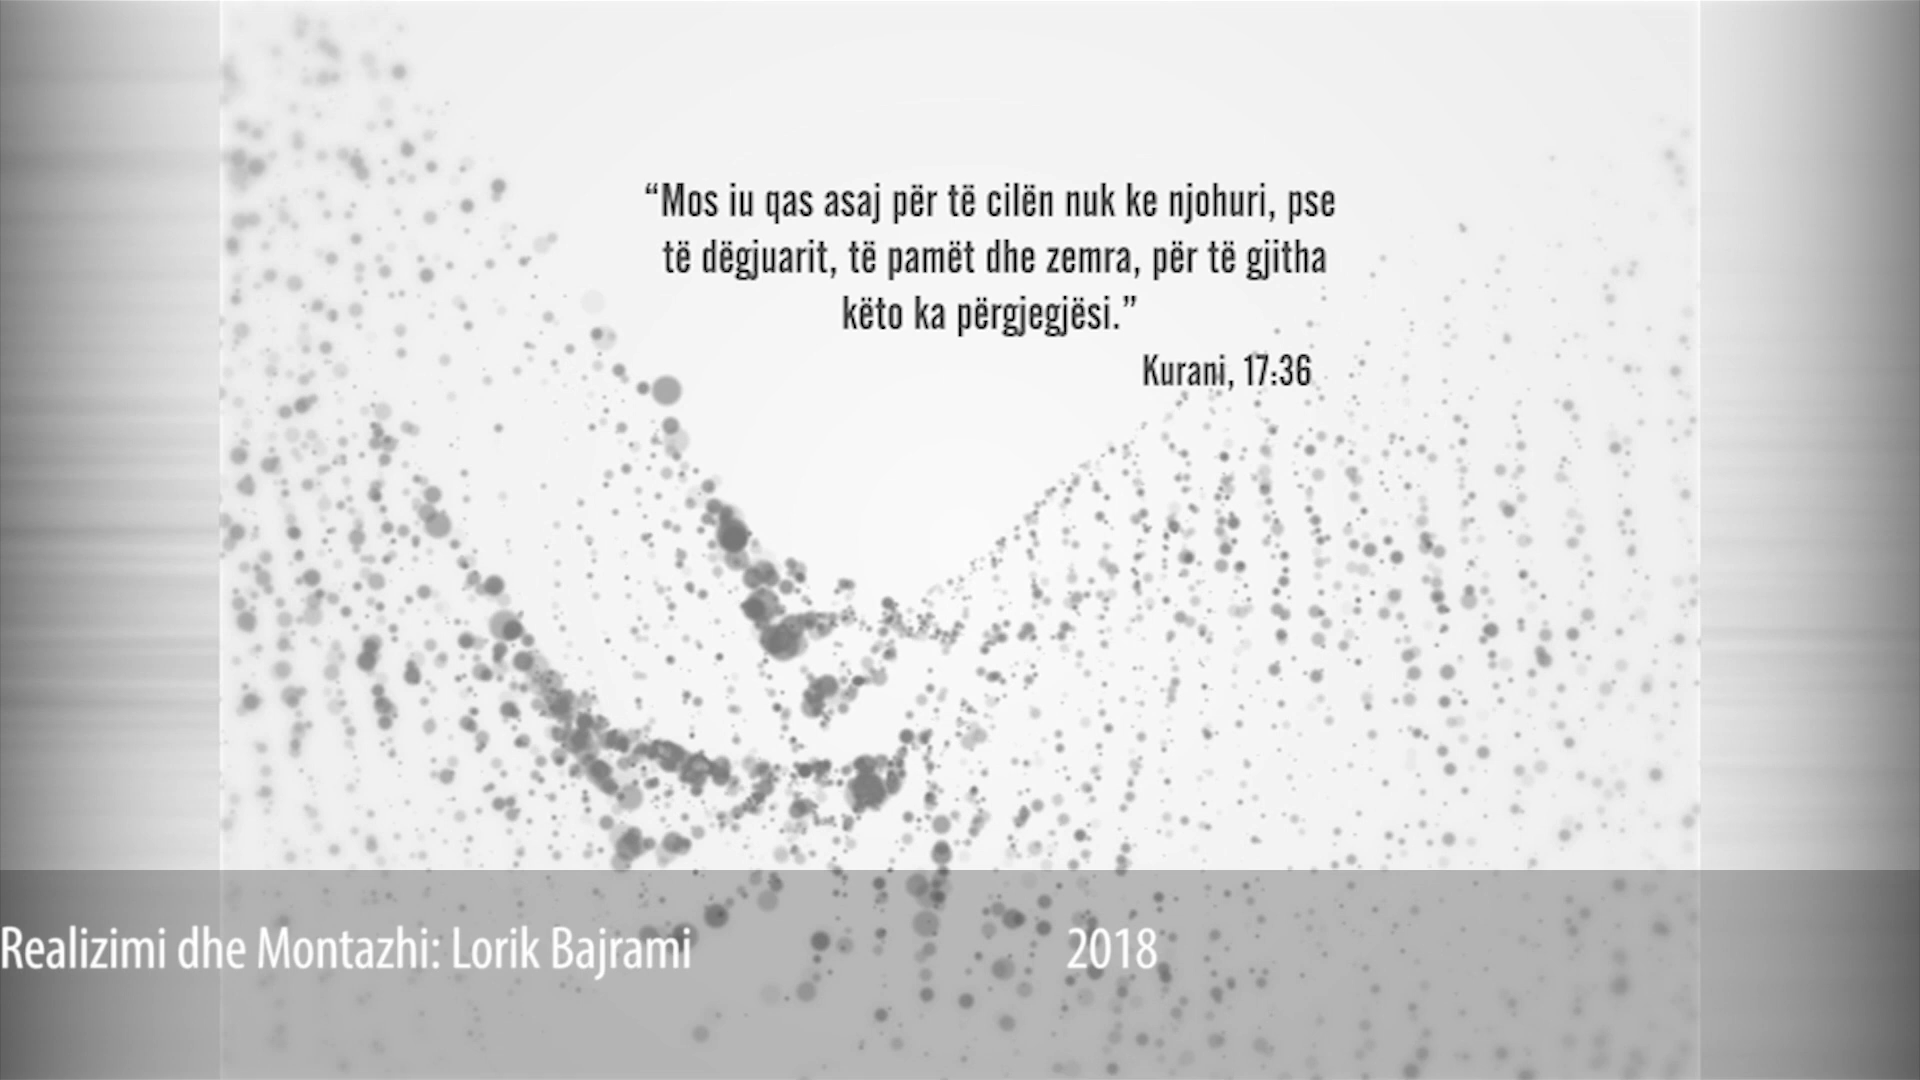 “Mos iu qas asaj për të cilën nuk ke njohuri, pse
të dëgjuarit, të pamët dhe zemra, për të gjitha
këto ka përgjegjësi.”
Kurani, 17:36
Realizimi dhe Montazhi: Lorik Bajrami 2018